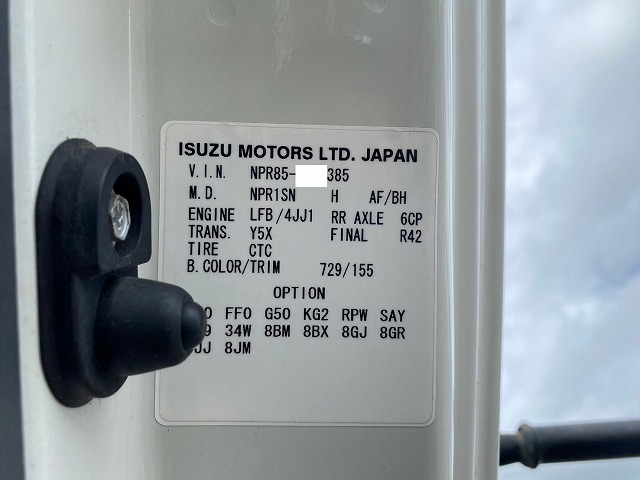 ISUZU MOTORS LTD. JAPAN
V.I.N. NPR85- 385
M.D. NPR1SN H AF/BH
ENGINE LFB/4JJ1 RR AXLE 6CP
TRANS. Y5X FINAL R42
TIRE CTC
B.COLOR/TRIM 729/155
OPTION
FF0 G50 KG2 RPW SAY
34W 8BM 8BX 8GJ 8GR
8JM